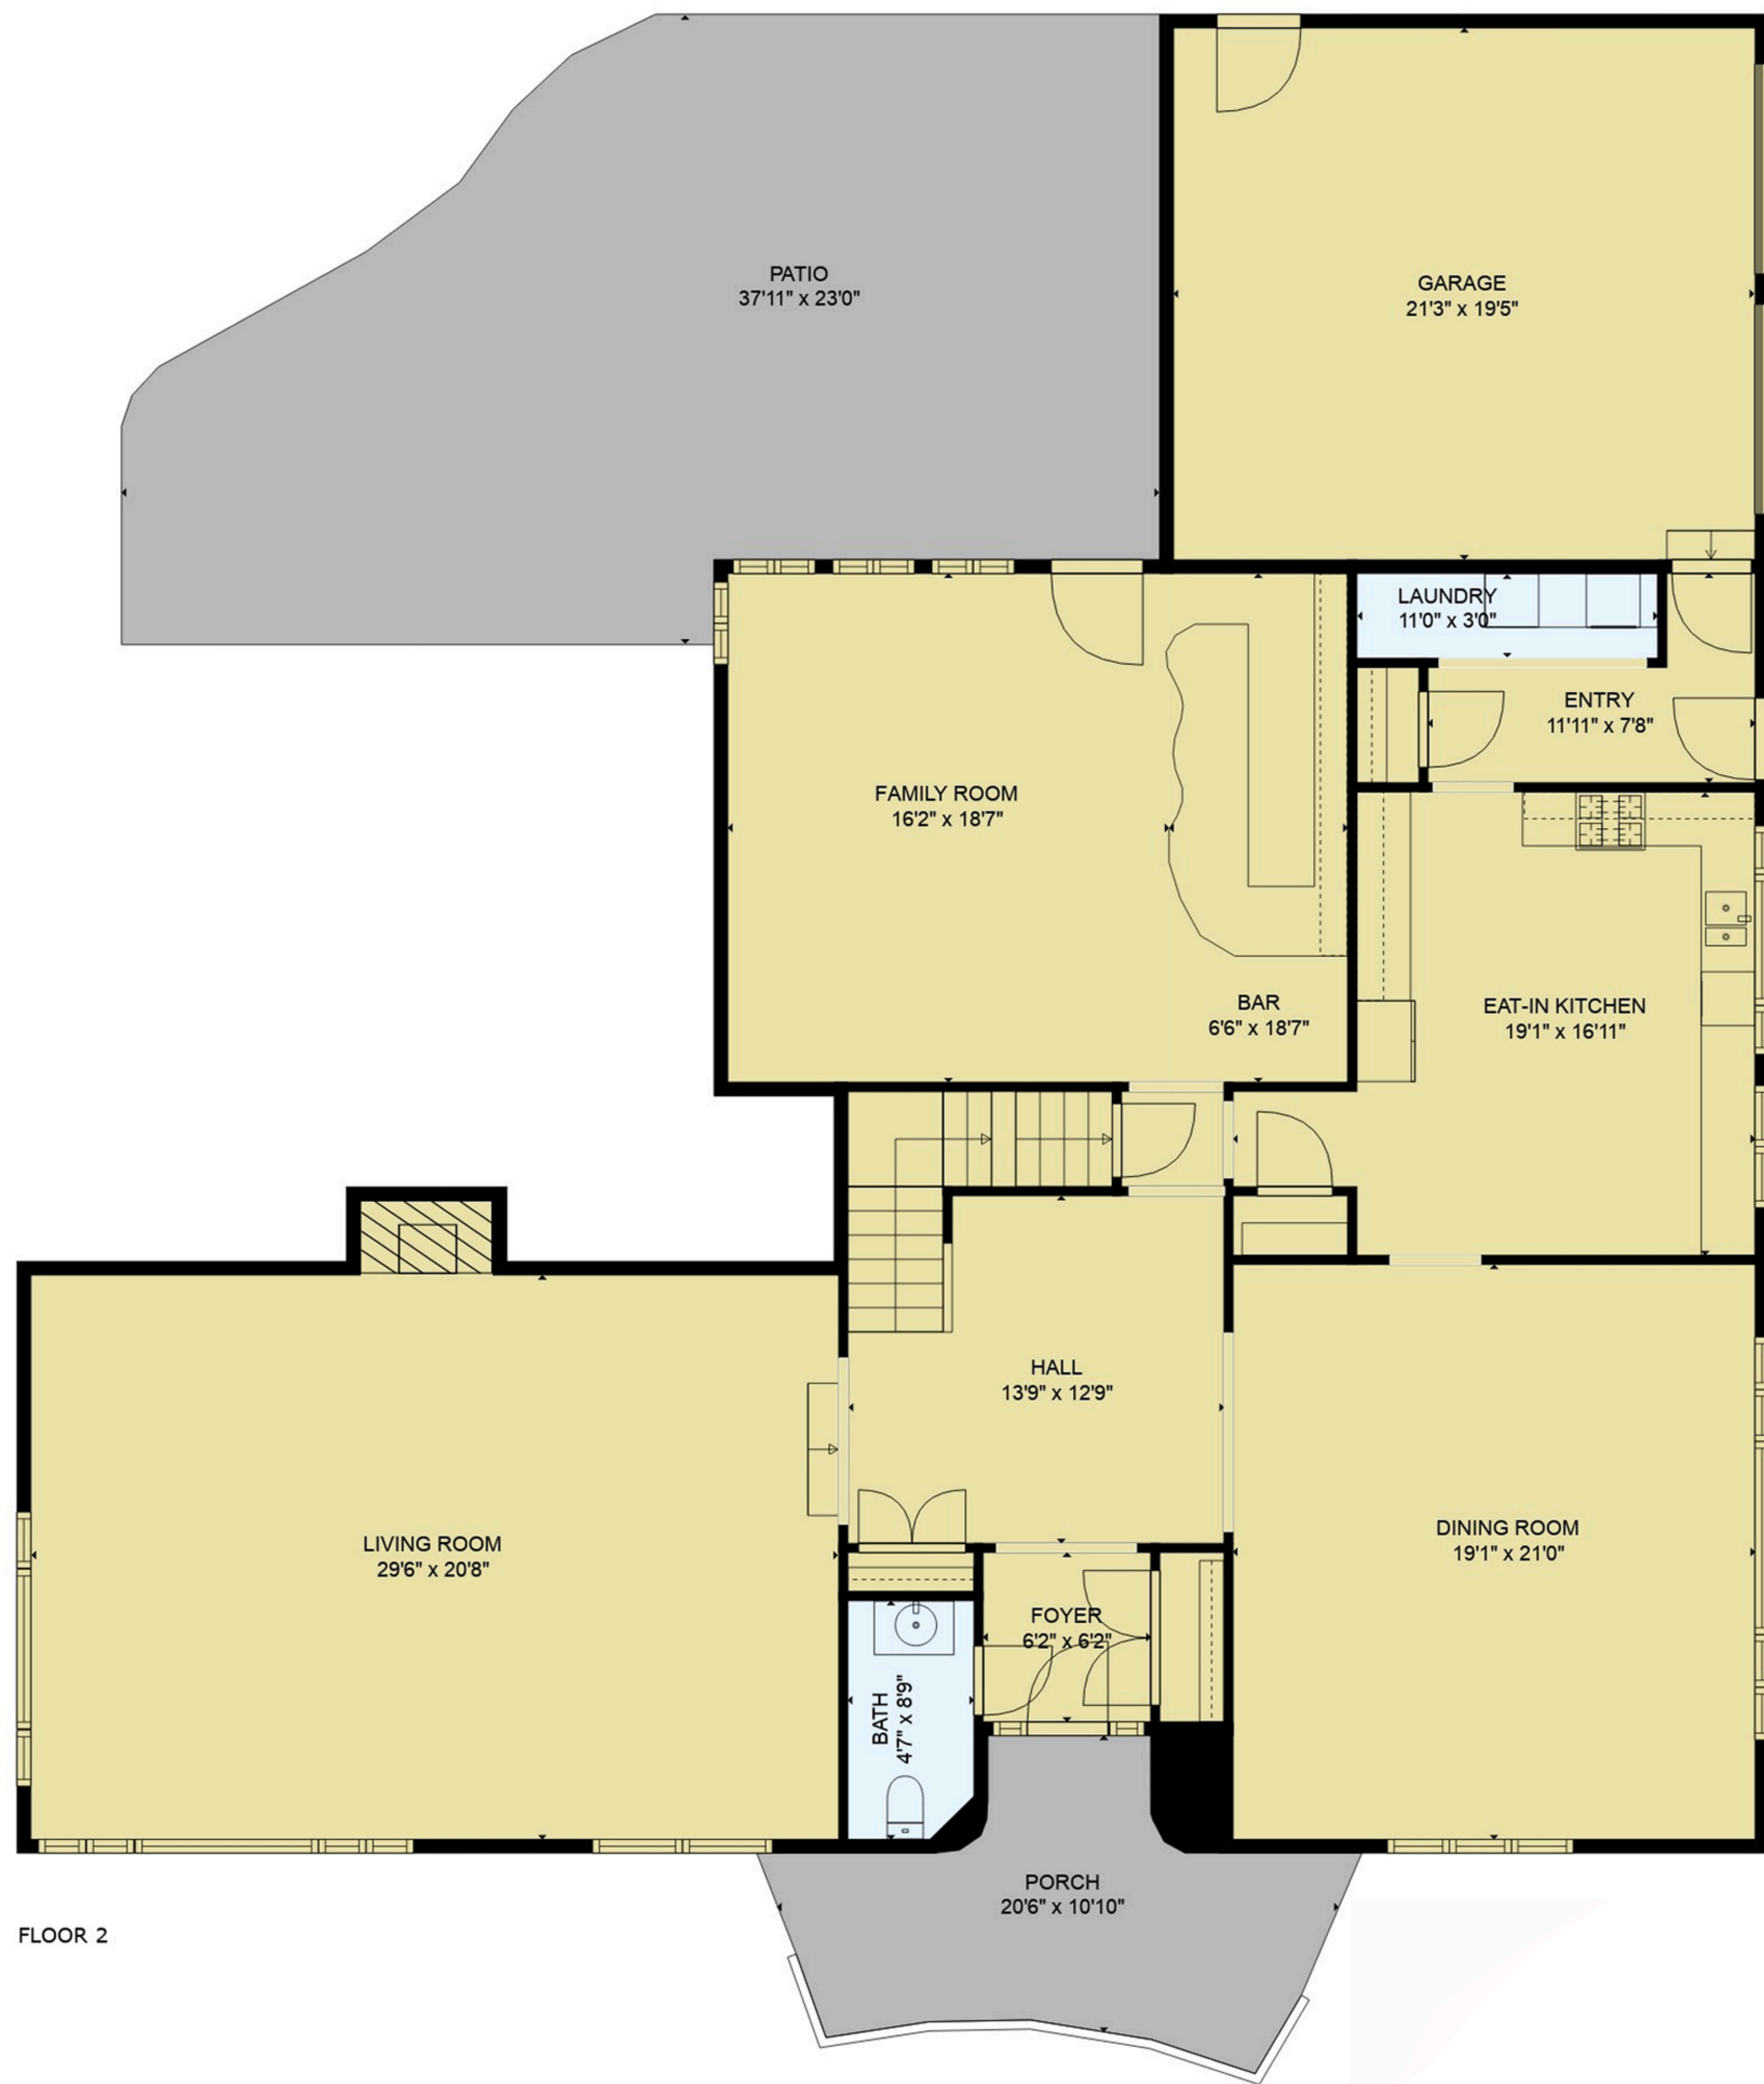 PATIO
37'11" x 23'0"
GARAGE
21'3" x 19'5"
LAUNDRY
11'0" x 3'0"
ENTRY
11'11" x 7'8"
FAMILY ROOM
16'2" x 18'7"
BAR
6'6" x 18'7"
EAT-IN KITCHEN
19'1" x 16'11"
HALL
13'9" x 12'9"
LIVING ROOM
29'6" x 20'8"
DINING ROOM
19'1" x 21'0"
FOYER
6'2" x 6'2"
BATH
4'7" x 8'9"
PORCH
20'6" x 10'10"
FLOOR 2